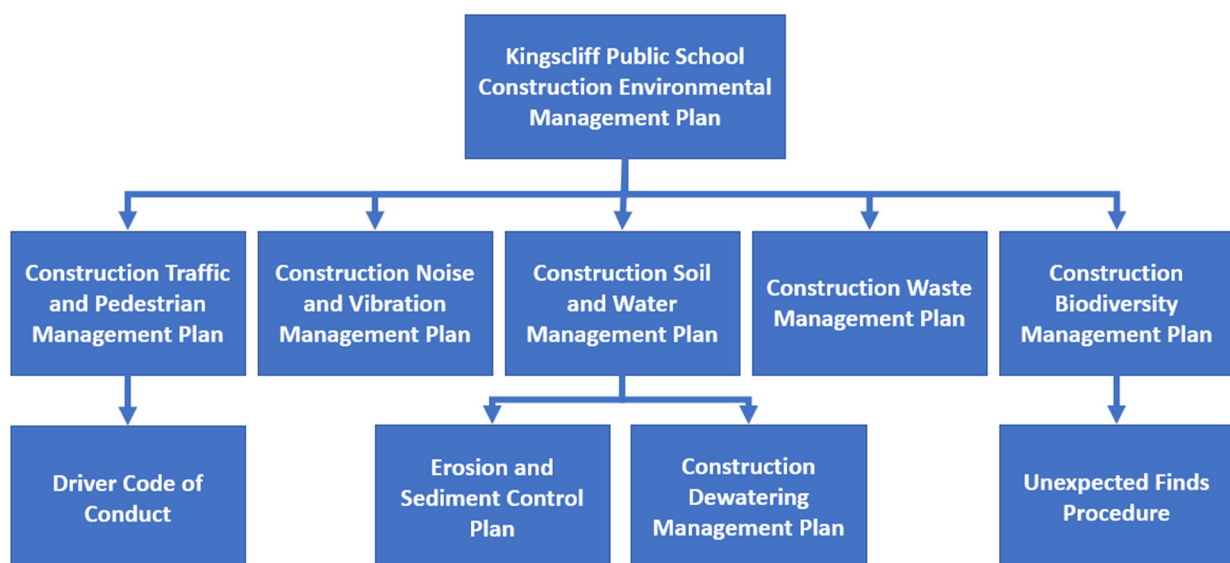 Kingscliff Public School
Construction Environmental
Management Plan
Construction Traffic
and Pedestrian
Management Plan
Construction Noise
and Vibration
Management Plan
Construction Soil
and Water
Management Plan
Construction Waste
Management Plan
Construction
Biodiversity
Management Plan
Driver Code of
Conduct
Erosion and
Sediment Control
Plan
Construction
Dewatering
Management Plan
Unexpected Finds
Procedure